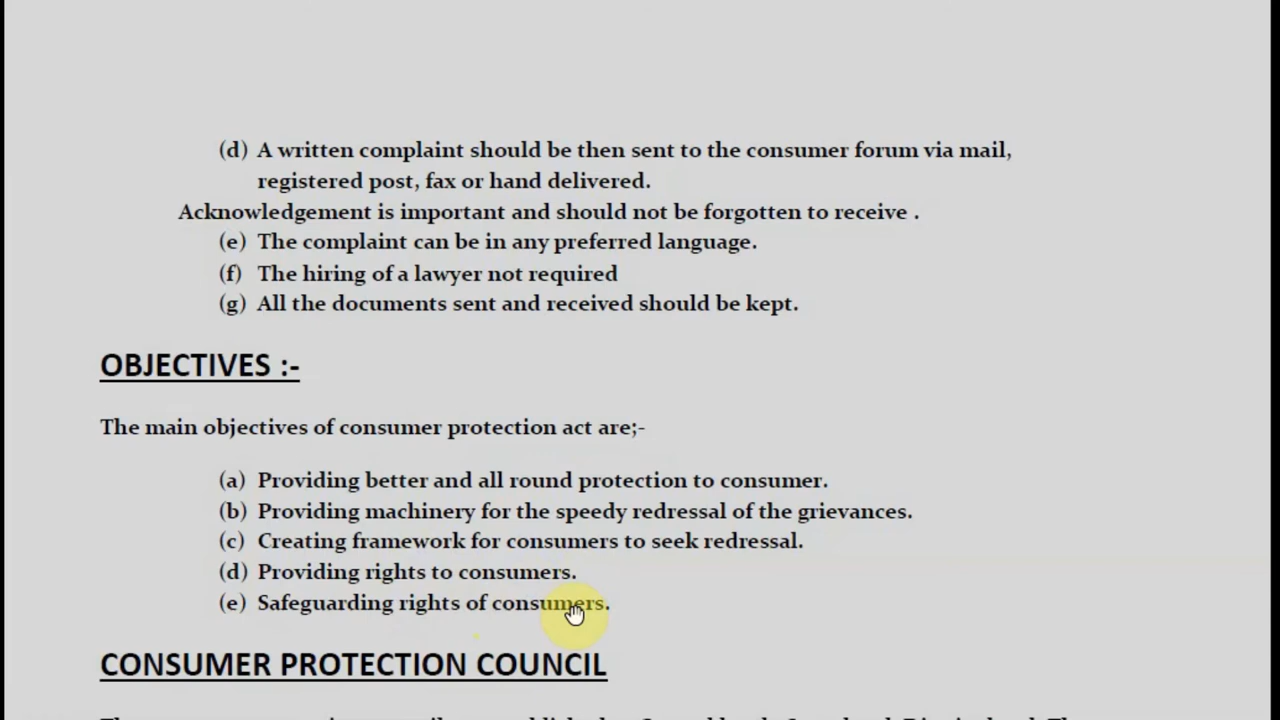 (d) A written complaint should be then sent to the consumer forum via mail,
registered post, fax or hand delivered.
Acknowledgement is important and should not be forgotten to receive .
(e) The complaint can be in any preferred language.
(f) The hiring of a lawyer not required
(g) All the documents sent and received should be kept.
OBJECTIVES :-
The main objectives of consumer protection act are;-
(a) Providing better and all round protection to consumer.
(b) Providing machinery for the speedy redressal of the grievances.
(c) Creating framework for consumers to seek redressal.
(d) Providing rights to consumers.
(e) Safeguarding rights of consumers.
CONSUMER PROTECTION COUNCIL